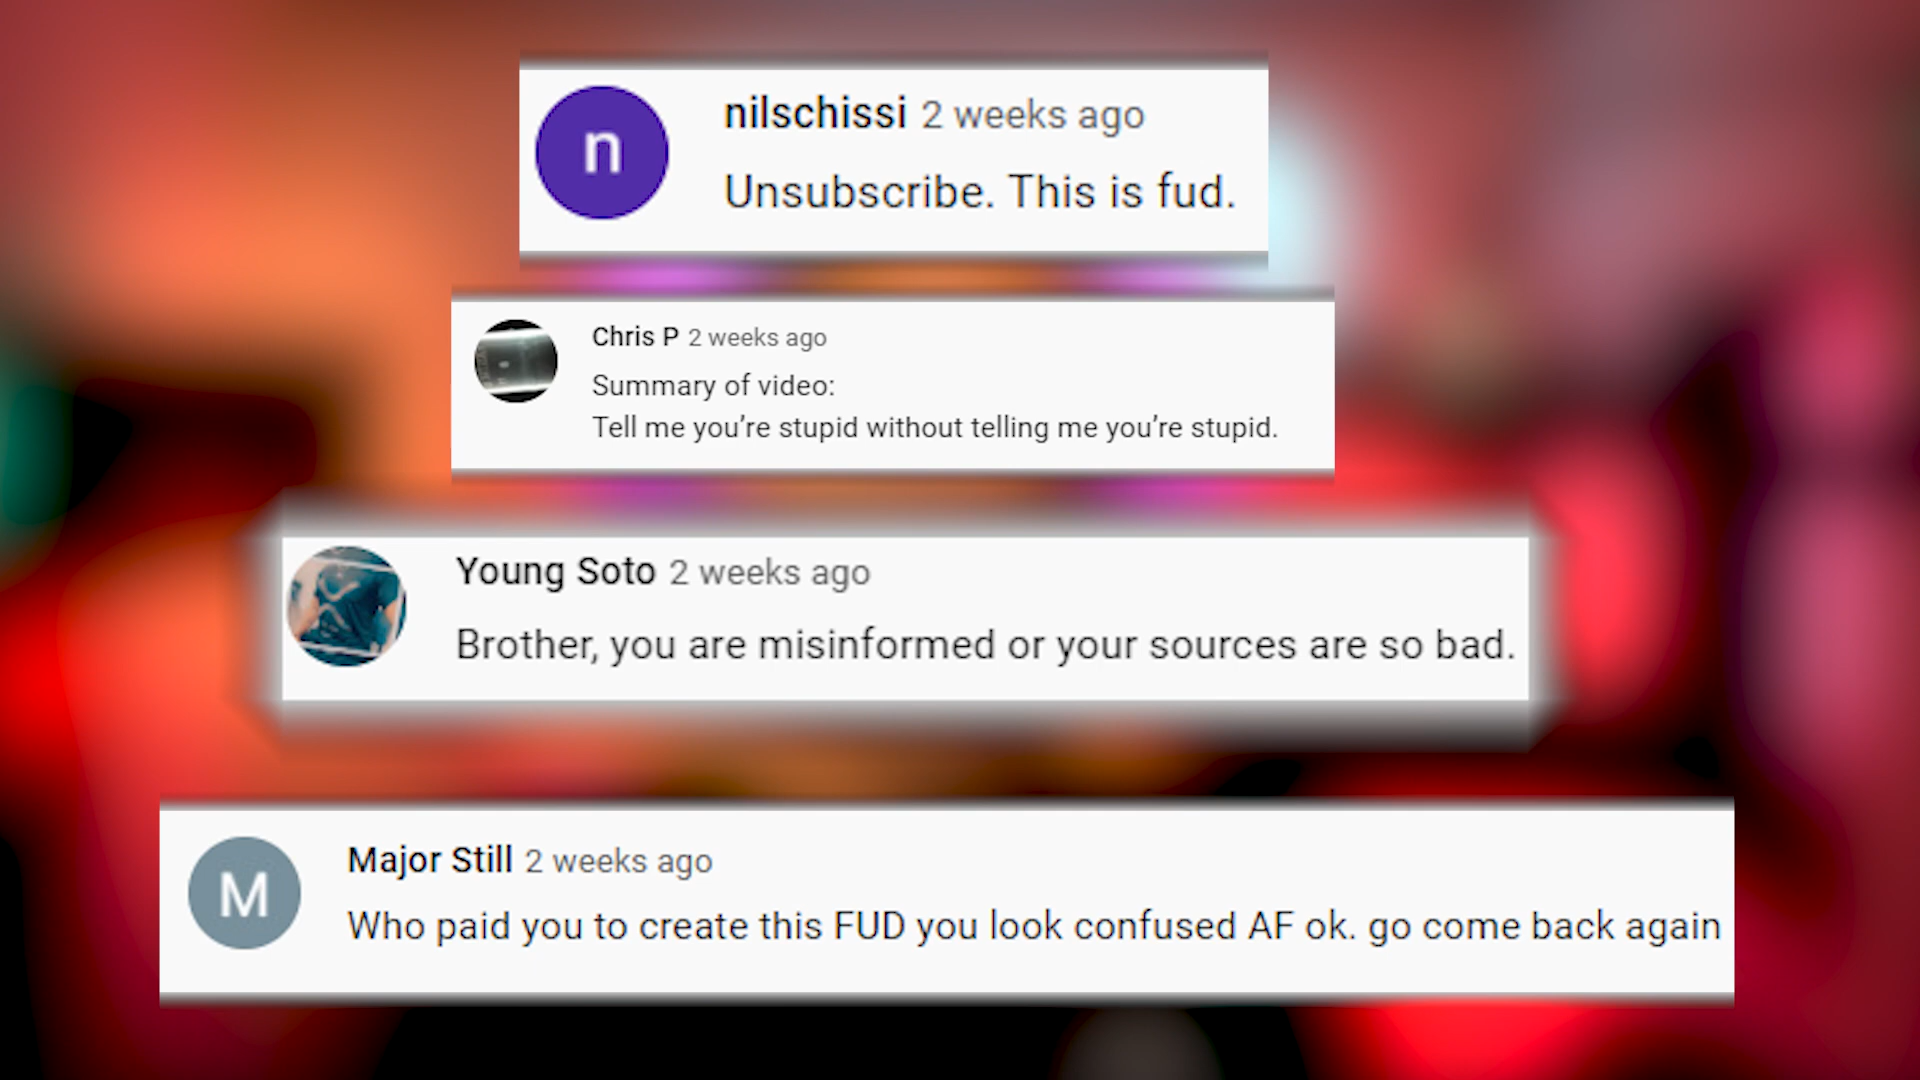 n
nilschissi 2 weeks ago
Unsubscribe. This is fud.
Chris P 2 weeks ago
Summary of video:
Tell me you’re stupid without telling me you’re stupid.
Young Soto 2 weeks ago
Brother, you are misinformed or your sources are so bad.
M
Major Still 2 weeks ago
Who paid you to create this FUD you look confused AF ok. go come back again